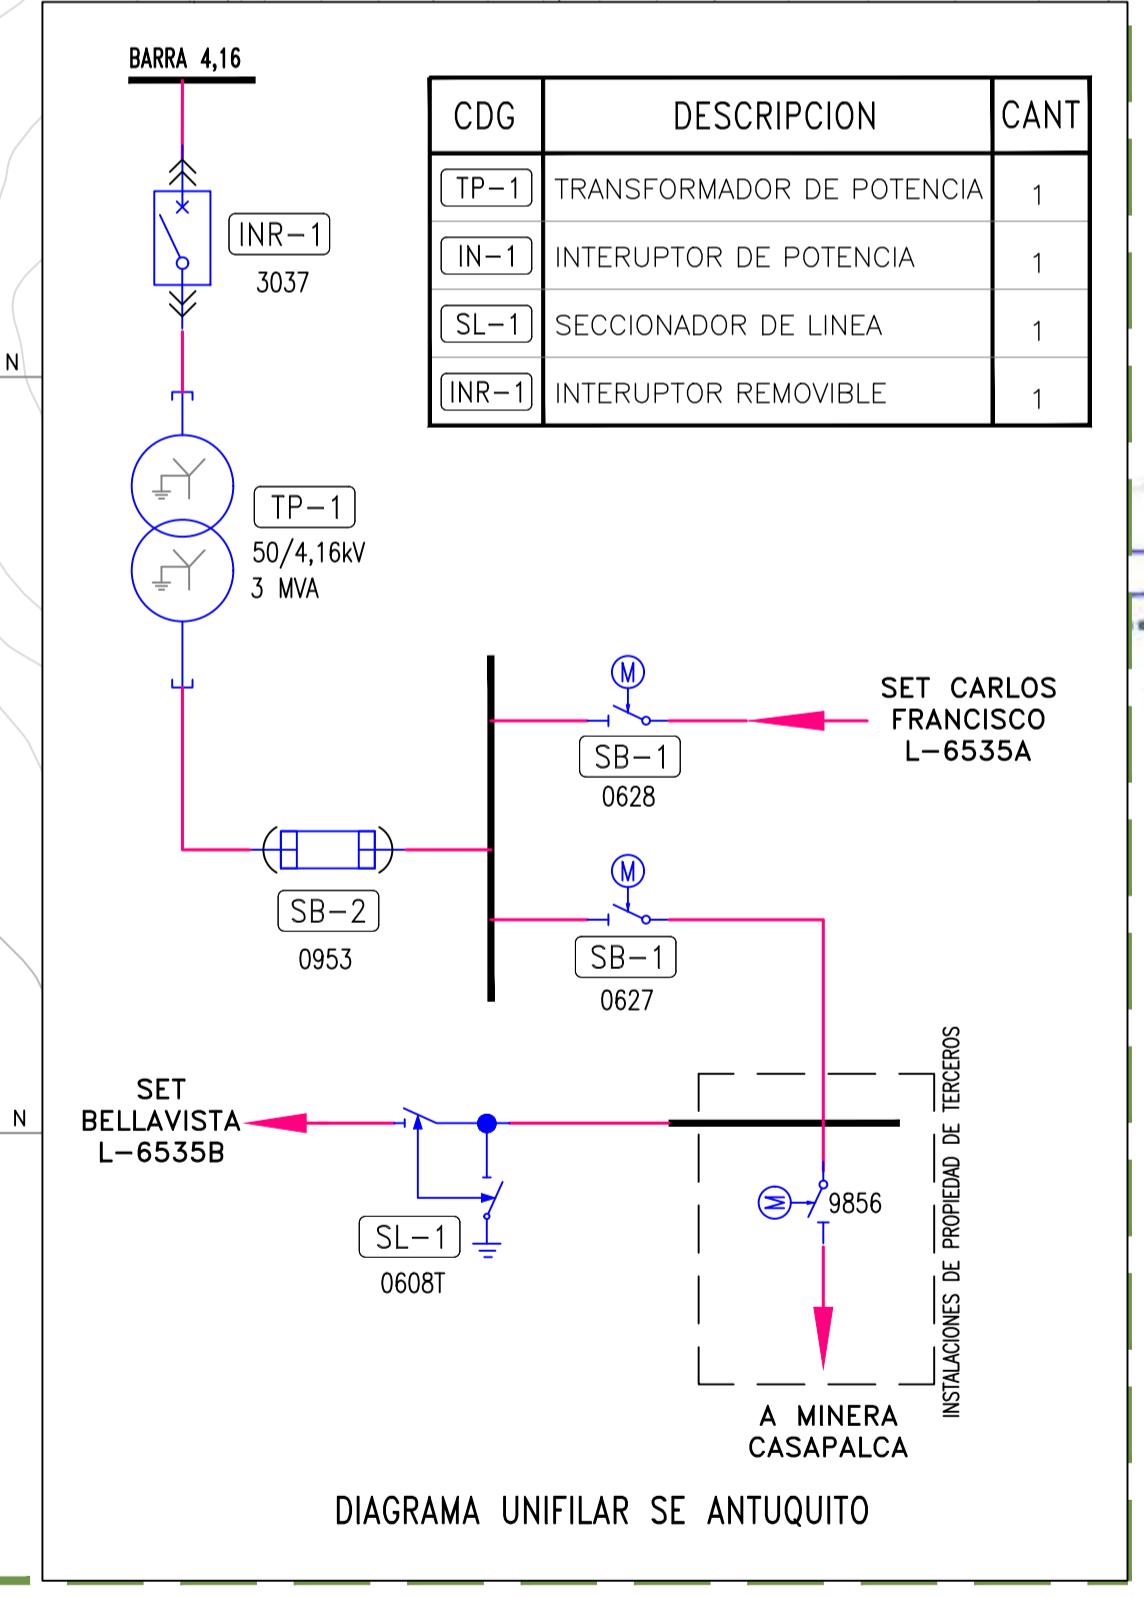 BARRA 4,16
CDG DESCRIPCION CANT
TP-1 TRANSFORMADOR DE POTENCIA 1
IN-1 INTERUPTOR DE POTENCIA 1
SL-1 SECCIONADOR DE LINEA 1
INR-1 INTERUPTOR REMOVIBLE 1
INR-1
3037
N
TP-1
50/4,16kV
3 MVA
M
SB-1
0628
SET CARLOS
FRANCISCO
L-6535A
SB-2
0953
M
SB-1
0627
N
SET
BELLAVISTA
L-6535B
SL-1
0608T
M
9856
INSTALACIONES DE PROPIEDAD DE TERCEROS
A MINERA
CASAPALCA
DIAGRAMA UNIFILAR SE ANTUQUITO